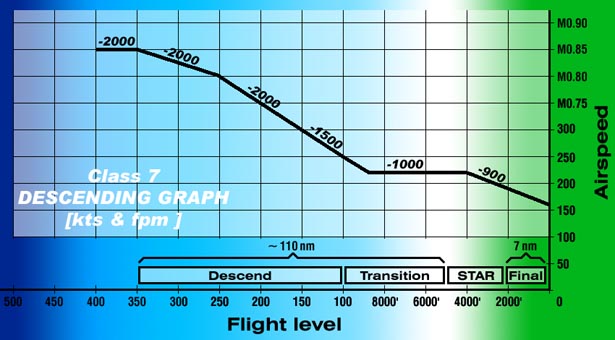 -2000
-2000
-2000
-1500
-1000
-900
Class 7
DESCENDING GRAPH
[kts & fpm ]
M0.90
M0.85
M0.80
M0.75
300
250
200
150
100
50
Airspeed
~ 110 nm
7 nm
Descend
Transition
STAR
Final
500 450 400 350 300 250 200 150 100 8000' 6000' 4000' 2000' 0
Flight level